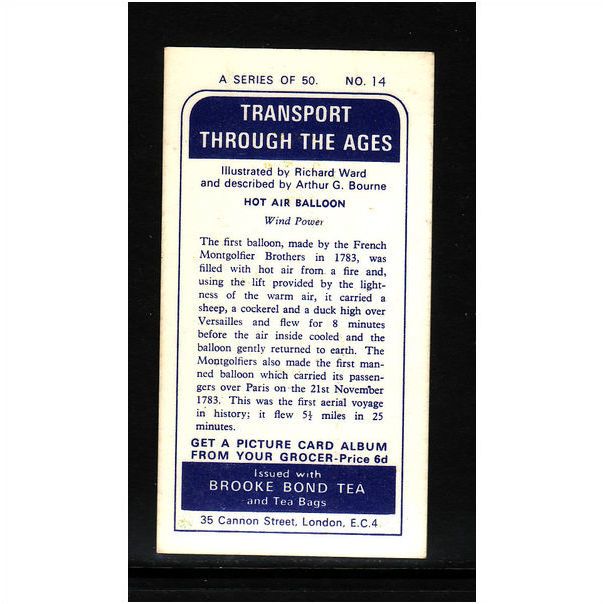 A SERIES OF 50. NO. 14
TRANSPORT
THROUGH THE AGES
Illustrated by Richard Ward
and described by Arthur G. Bourne
HOT AIR BALLOON
Wind Power
The first balloon, made by the French
Montgolfier Brothers in 1783, was
filled with hot air from a fire and,
using the lift provided by the light-
ness of the warm air, it carried a
sheep, a cockerel and a duck high over
Versailles and flew for 8 minutes
before the air inside cooled and the
balloon gently returned to earth. The
Montgolfiers also made the first man-
ned balloon which carried its passen-
gers over Paris on the 21st November
1783. This was the first aerial voyage
in history; it flew 5½ miles in 25
minutes.
GET A PICTURE CARD ALBUM
FROM YOUR GROCER-Price 6d
Issued with
BROOKE BOND TEA
and Tea Bags
35 Cannon Street, London, E.C.4